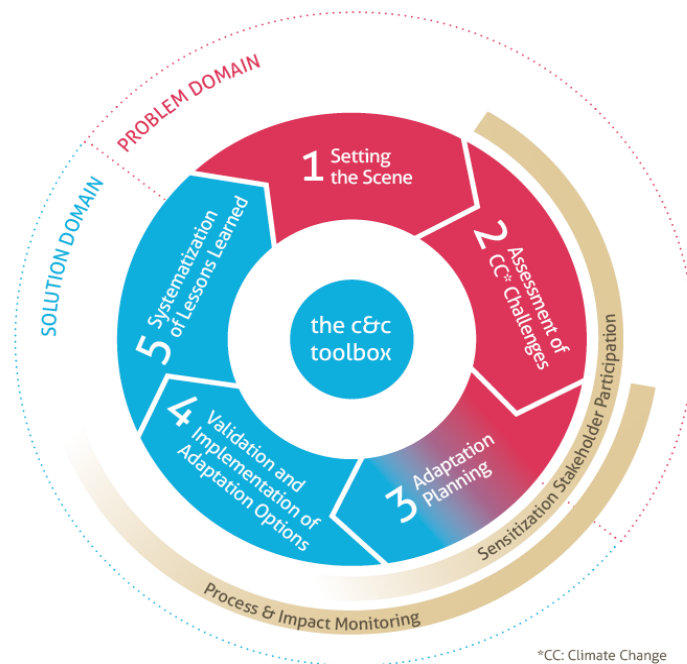 PROBLEM DOMAIN
SOLUTION DOMAIN
1 Setting
the Scene
2 Assessment of
CC* Challenges
3 Adaptation
Planning
4 Validation and
Implementation of
Adaptation Options
5 Systematization
of Lessons Learned
the c&c
toolbox
Sensitization Stakeholder Participation
Process & Impact Monitoring
*CC: Climate Change